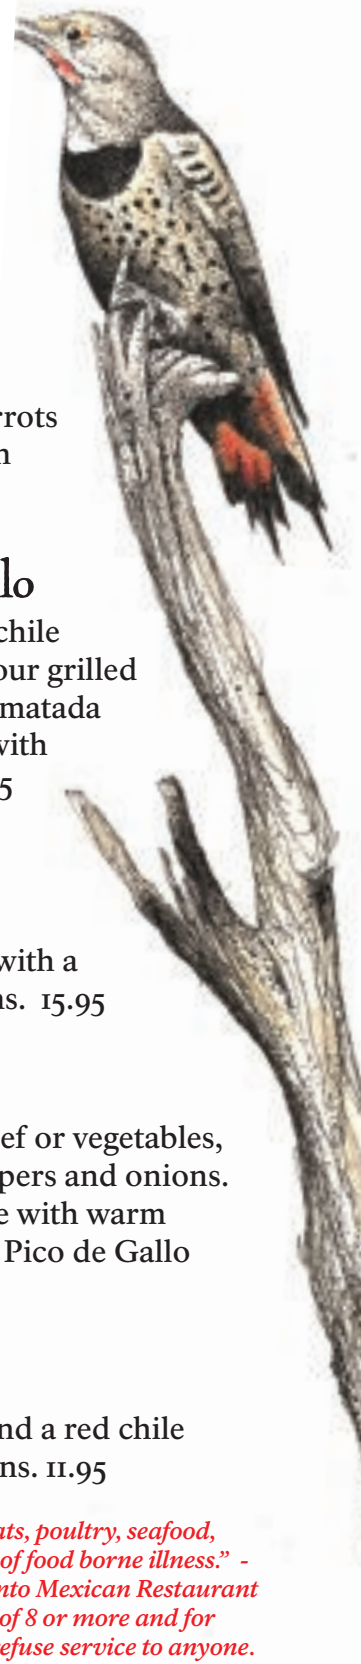 rrots
n
lo
chile
our grilled
matada
with
5
with a
ns. 15.95
ef or vegetables,
pers and onions.
e with warm
Pico de Gallo
nd a red chile
ns. 11.95
ats, poultry, seafood,
of food borne illness.” -
nto Mexican Restaurant
of 8 or more and for
refuse service to anyone.